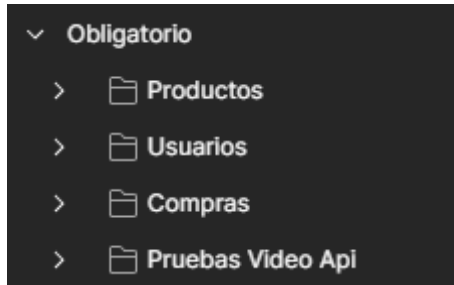 Obligatorio
Productos
Usuarios
Compras
Pruebas Video Api